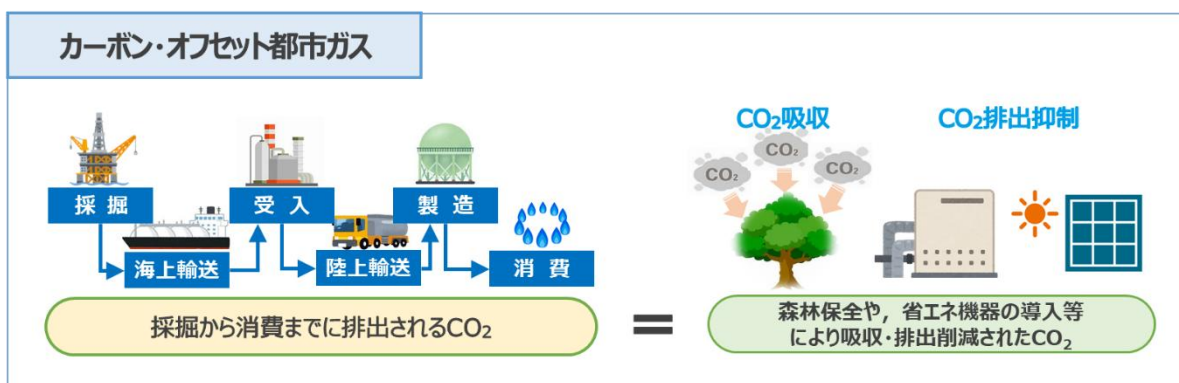 カーボン・オフセット都市ガス
採掘
海上輸送
受入
陸上輸送
製造
消費
採掘から消費までに排出されるCO₂
=
CO₂吸収
CO₂
CO₂
CO₂
CO₂排出抑制
森林保全や，省エネ機器の導入等
により吸収・排出削減されたCO₂